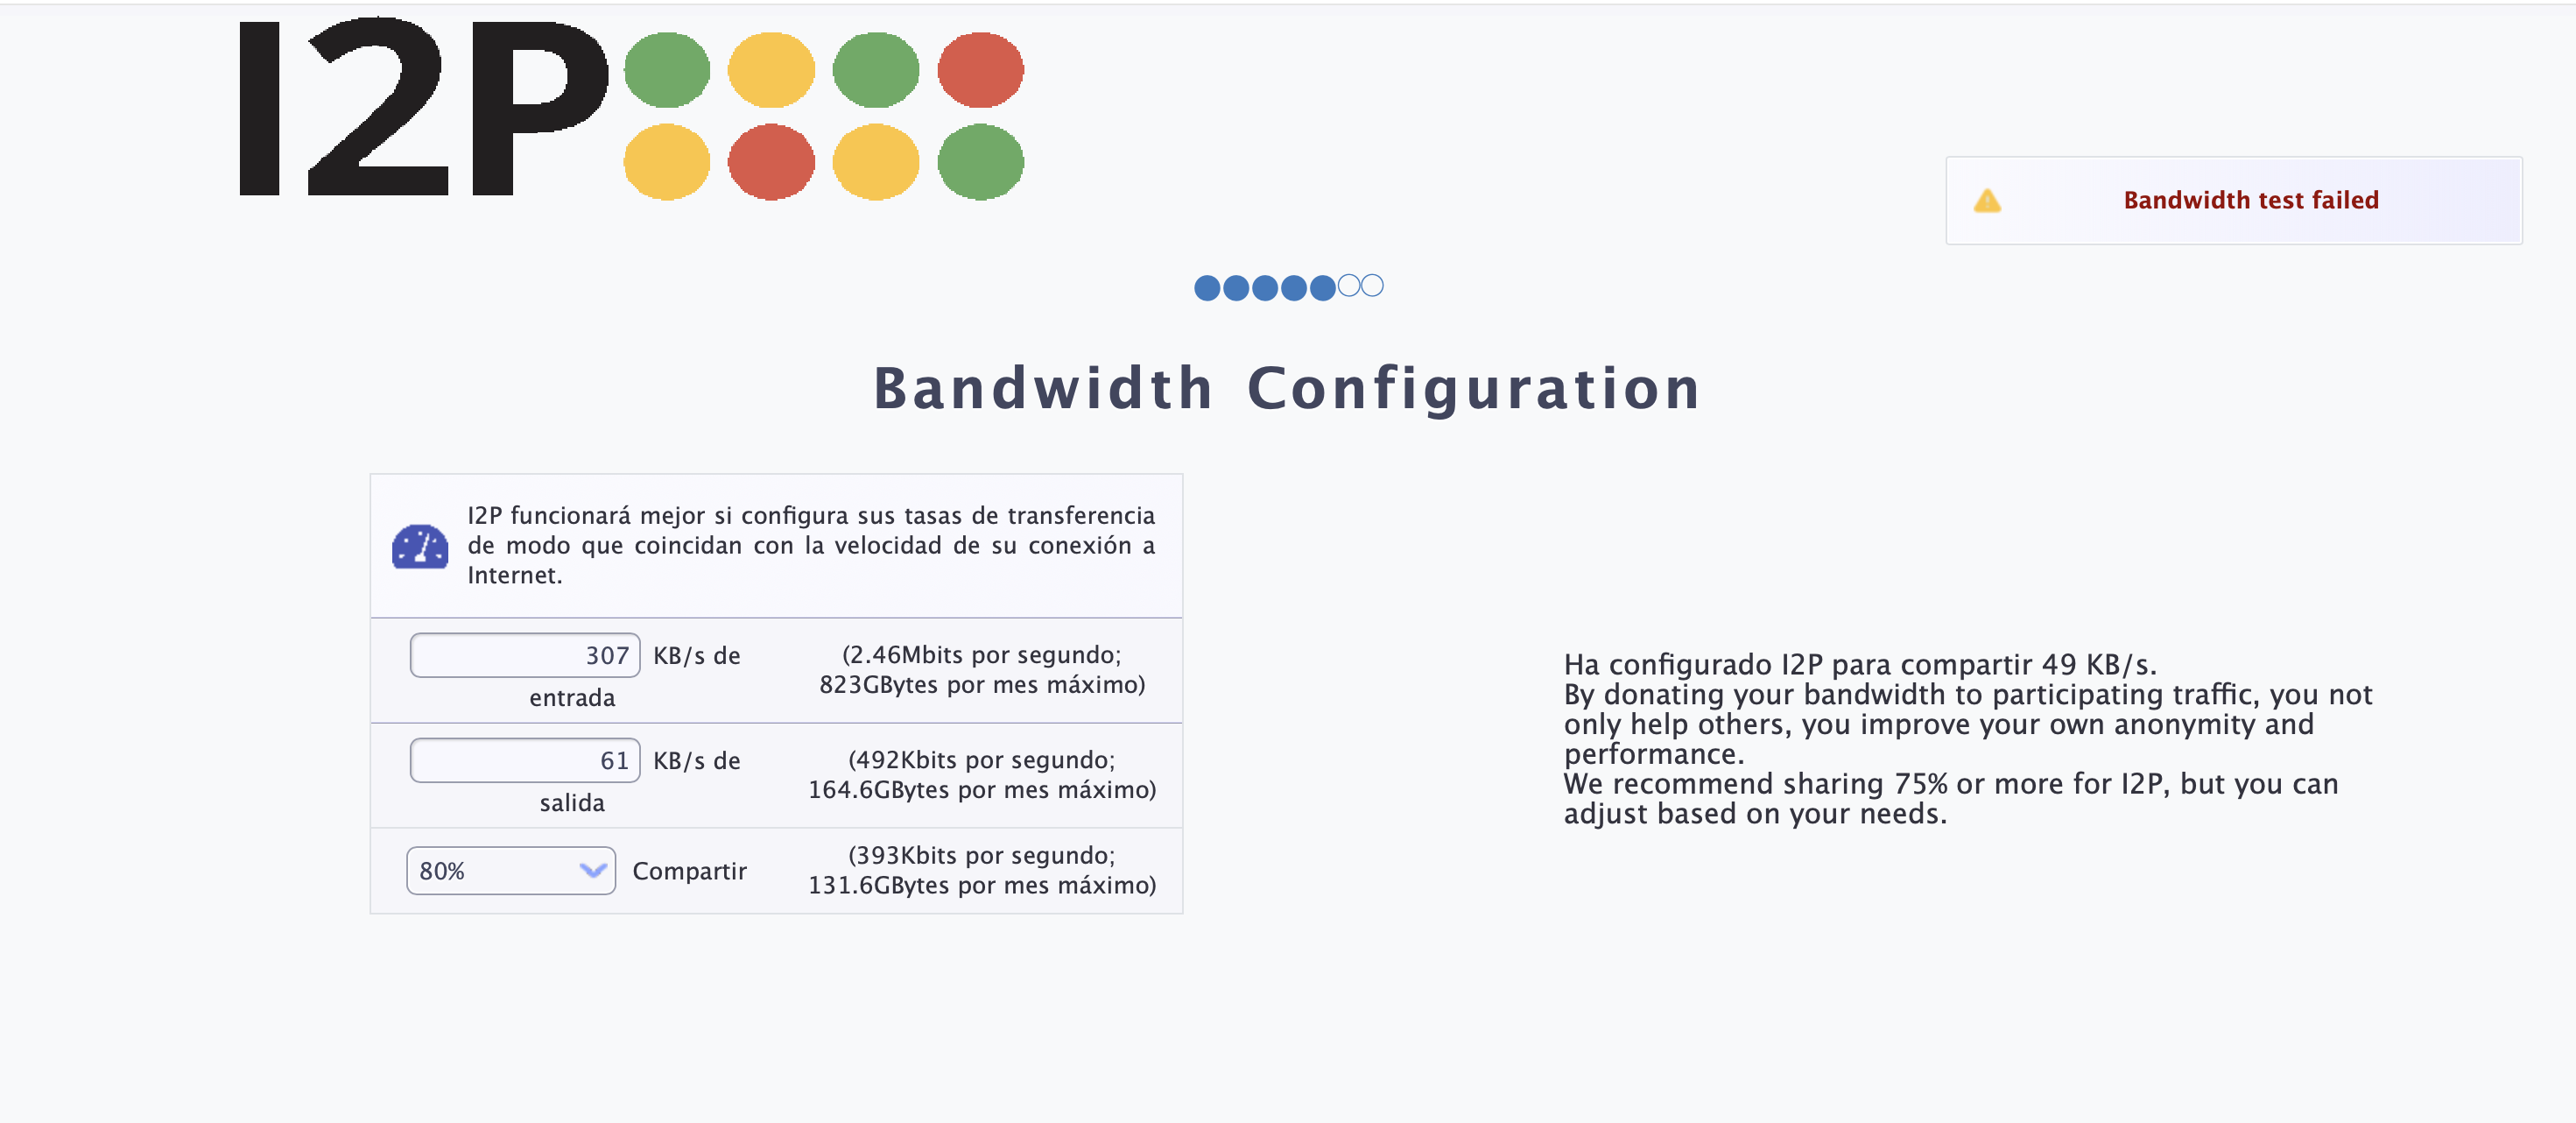 I2P
Bandwidth test failed
Bandwidth Configuration
I2P funcionará mejor si configura sus tasas de transferencia
de modo que coincidan con la velocidad de su conexión a
Internet.
307 KB/s de
entrada
(2.46Mbits por segundo;
823GBytes por mes máximo)
61 KB/s de
salida
(492Kbits por segundo;
164.6GBytes por mes máximo)
80% Compartir
(393Kbits por segundo;
131.6GBytes por mes máximo)
Ha configurado I2P para compartir 49 KB/s.
By donating your bandwidth to participating traffic, you not
only help others, you improve your own anonymity and
performance.
We recommend sharing 75% or more for I2P, but you can
adjust based on your needs.